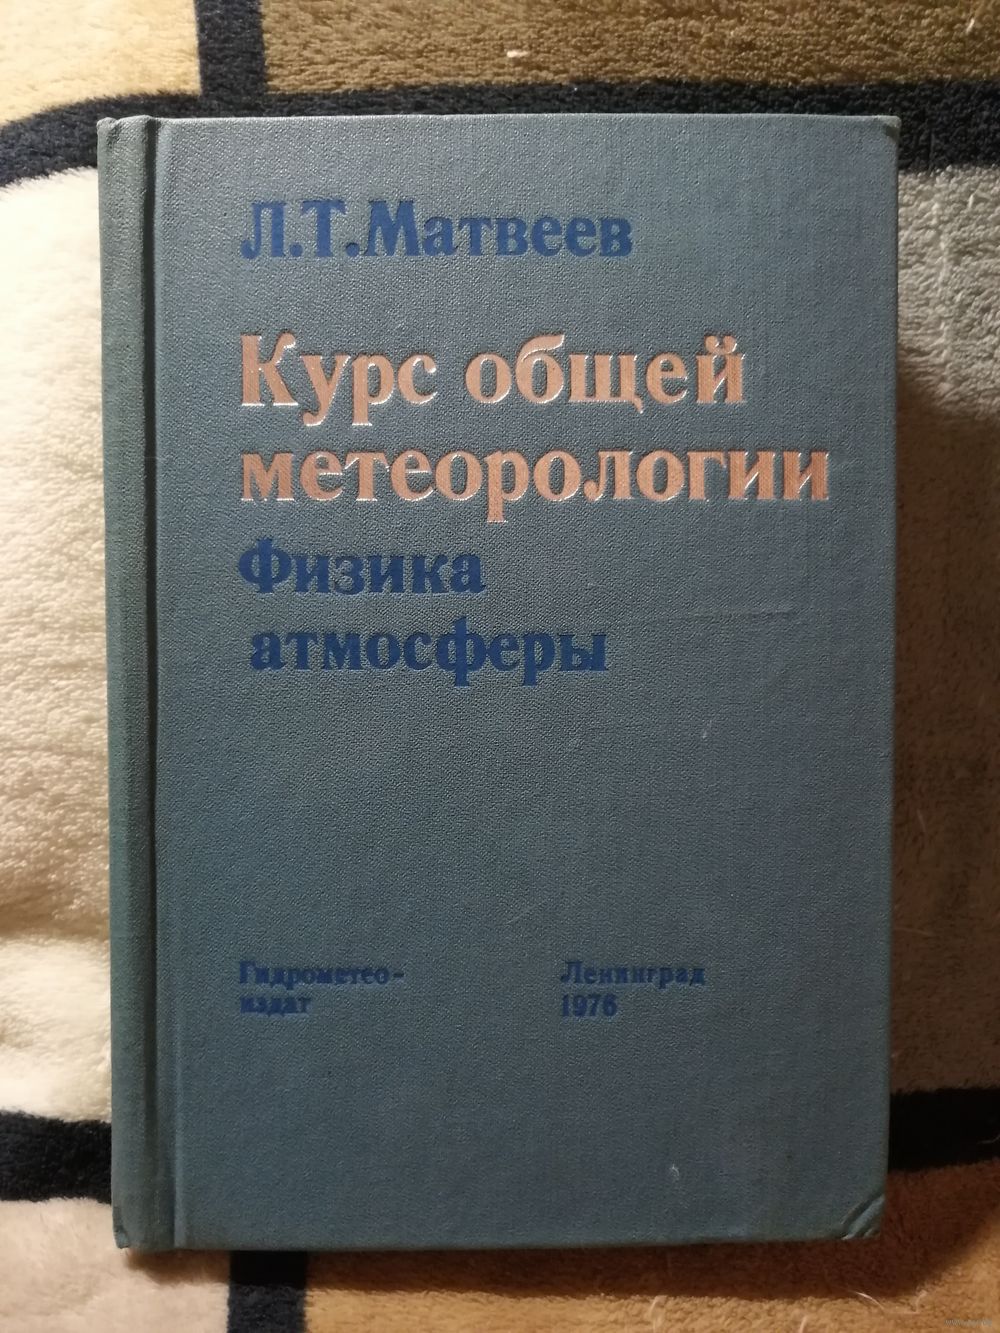 Л.Т.Матвеев
Курс общей
метеорологии
Физика
атмосферы
Гидрометео-
издат
Ленинград
1976